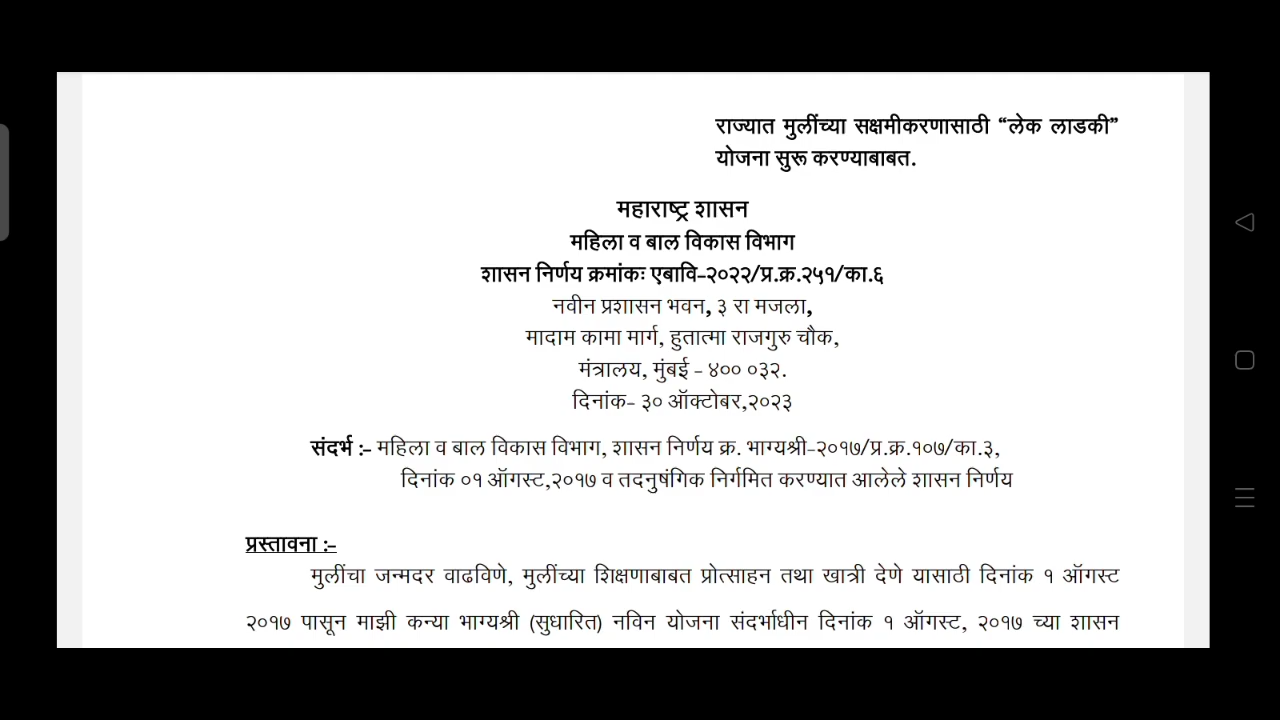 राज्यात मुलींच्या सक्षमीकरणासाठी “लेक लाडकी”
योजना सुरू करण्याबाबत.
महाराष्ट्र शासन
महिला व बाल विकास विभाग
शासन निर्णय क्रमांकः एबावि-२०२२/प्र.क्र.२५१/का.६
नवीन प्रशासन भवन, ३ रा मजला,
मादाम कामा मार्ग, हुतात्मा राजगुरु चौक,
मंत्रालय, मुंबई - ४०० ०३२.
दिनांक- ३० ऑक्टोबर,२०२३
संदर्भ :- महिला व बाल विकास विभाग, शासन निर्णय क्र. भाग्यश्री-२०१७/प्र.क्र.१०७/का.३,
दिनांक ०१ ऑगस्ट,२०१७ व तदनुषंगिक निर्गमित करण्यात आलेले शासन निर्णय
प्रस्तावना :-
मुलींचा जन्मदर वाढविणे, मुलींच्या शिक्षणाबाबत प्रोत्साहन तथा खात्री देणे यासाठी दिनांक १ ऑगस्ट
२०१७ पासून माझी कन्या भाग्यश्री (सुधारित) नविन योजना संदर्भाधीन दिनांक १ ऑगस्ट, २०१७ च्या शासन